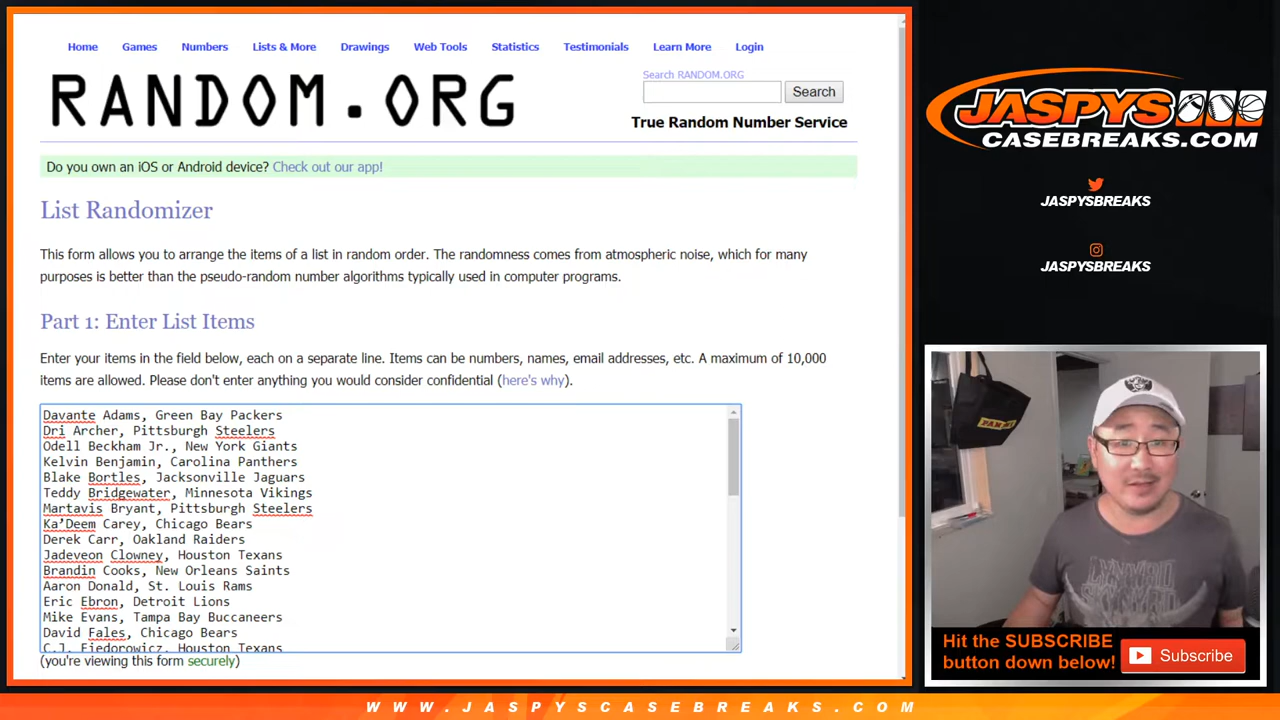 Home Games Numbers Lists & More Drawings Web Tools Statistics Testimonials Learn More Login
RANDOM.ORG
Search RANDOM.ORG
Search
True Random Number Service
Do you own an iOS or Android device? Check out our app!
List Randomizer
This form allows you to arrange the items of a list in random order. The randomness comes from atmospheric noise, which for many
purposes is better than the pseudo-random number algorithms typically used in computer programs.
Part 1: Enter List Items
Enter your items in the field below, each on a separate line. Items can be numbers, names, email addresses, etc. A maximum of 10,000
items are allowed. Please don't enter anything you would consider confidential (here's why).
Davante Adams, Green Bay Packers
Dri Archer, Pittsburgh Steelers
Odell Beckham Jr., New York Giants
Kelvin Benjamin, Carolina Panthers
Blake Bortles, Jacksonville Jaguars
Teddy Bridgewater, Minnesota Vikings
Martavis Bryant, Pittsburgh Steelers
Ka’Deem Carey, Chicago Bears
Derek Carr, Oakland Raiders
Jadeveon Clowney, Houston Texans
Brandin Cooks, New Orleans Saints
Aaron Donald, St. Louis Rams
Eric Ebron, Detroit Lions
Mike Evans, Tampa Bay Buccaneers
David Fales, Chicago Bears
C.J. Fiedorowicz, Houston Texans
(you're viewing this form securely)
JASPYS
CASEBREAKS.COM
JASPYSBREAKS
JASPYSBREAKS
Hit the SUBSCRIBE
button down below!
Subscribe
WWW.JASPYSCASEBREAKS.COM